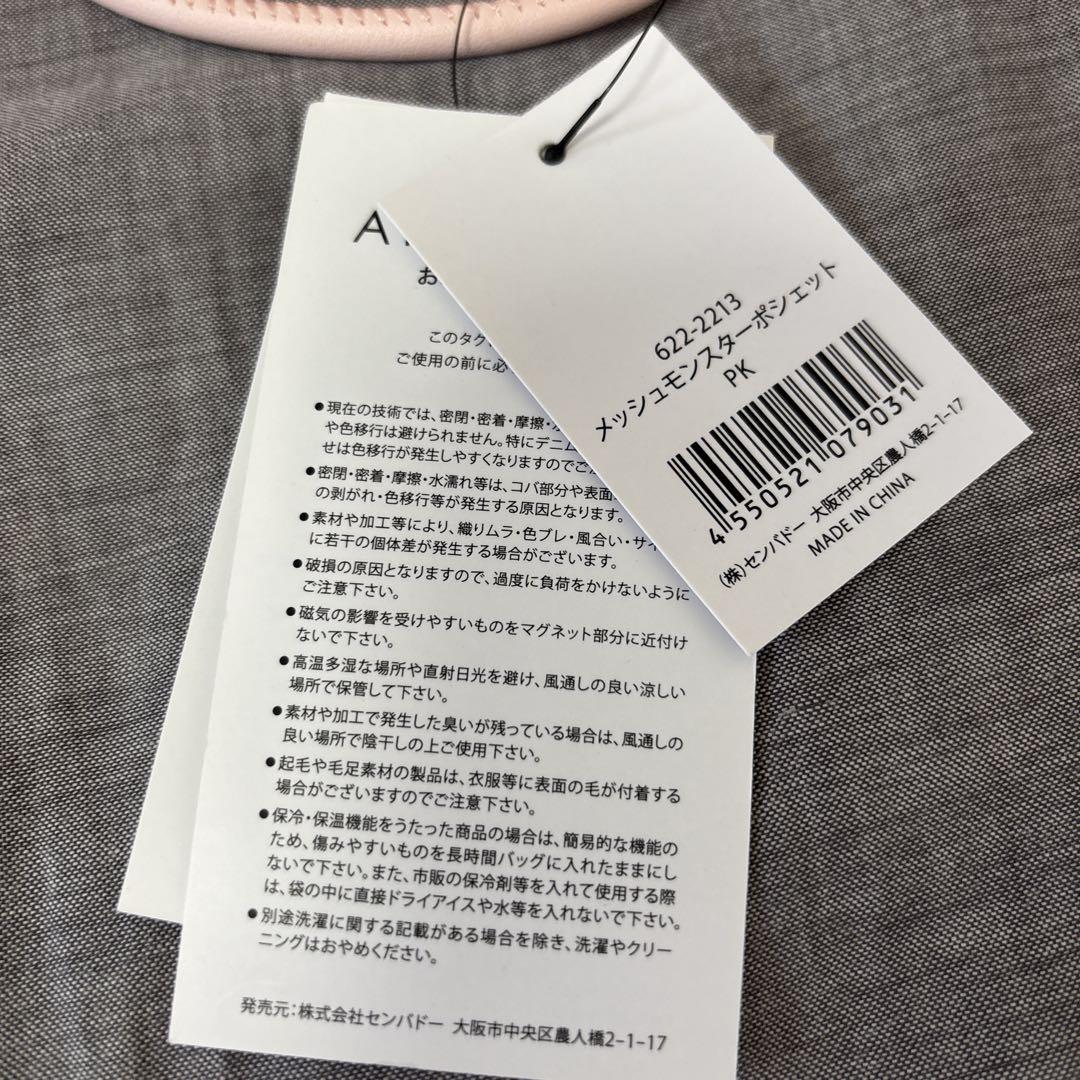 A
お
このタグ
ご使用の前に必
●現在の技術では、密閉・密着・摩擦・
や色移行は避けられません。特にデニム
せは色移行が発生しやすくなりますのでご
●密閉・密着・摩擦・水濡れ等は、コバ部分や表面
の剥がれ・色移行等が発生する原因となります。
●素材や加工等により、織りムラ・色ブレ・風合い・サイ
に若干の個体差が発生する場合がございます。
●破損の原因となりますので、過度に負荷をかけないように
ご注意下さい。
●磁気の影響を受けやすいものをマグネット部分に近付け
ないで下さい。
●高温多湿な場所や直射日光を避け、風通しの良い涼しい
場所で保管して下さい。
●素材や加工で発生した臭いが残っている場合は、風通しの
良い場所で陰干しの上ご使用下さい。
●起毛や毛足素材の製品は、衣服等に表面の毛が付着する
場合がございますのでご注意下さい。
●保冷・保温機能をうたった商品の場合は、簡易的な機能の
ため、傷みやすいものを長時間バッグに入れたままにし
ないで下さい。また、市販の保冷剤等を入れて使用する際
は、袋の中に直接ドライアイスや水等を入れないで下さい。
●別途洗濯に関する記載がある場合を除き、洗濯やクリー
ニングはおやめください。
発売元：株式会社センバドー 大阪市中央区農人橋2-1-17
622-2213
メッシュモンスターポシェット
PK
4550521079031
(株)センバドー 大阪市中央区農人橋2-1-17
MADE IN CHINA